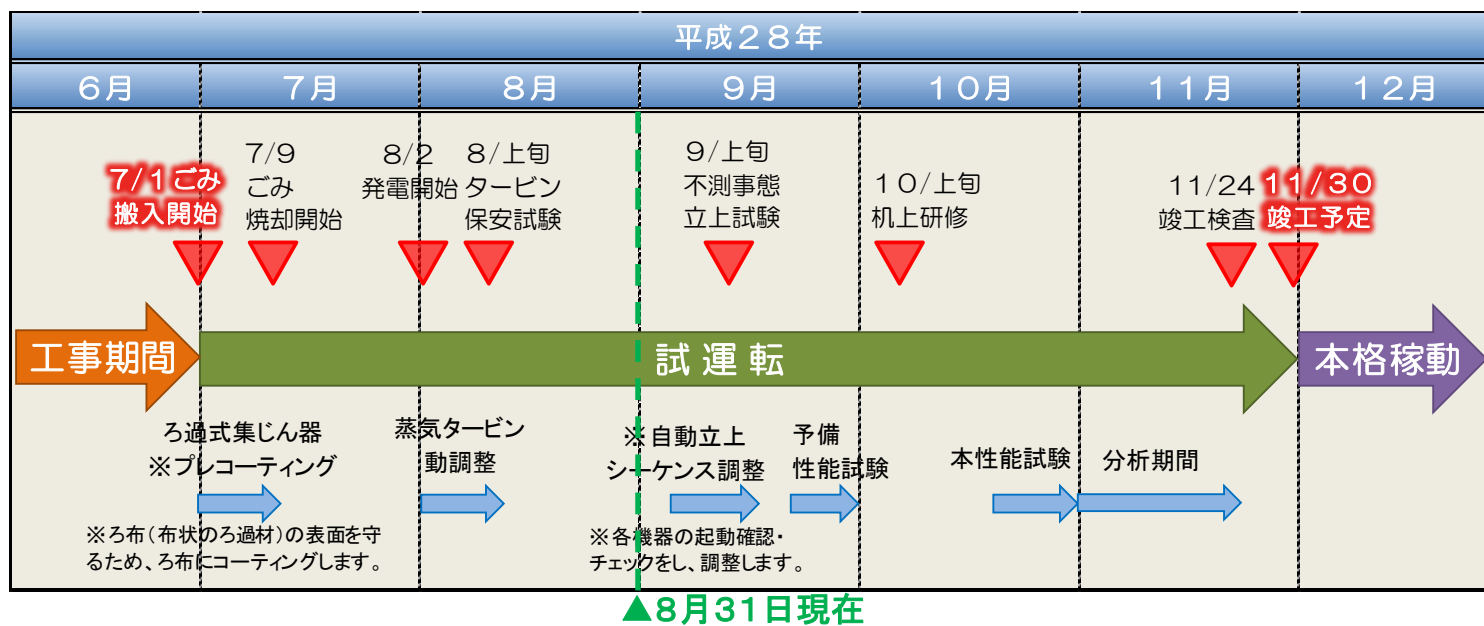 平成２８年
６月
７月
８月
９月
１０月
１１月
１２月
７/１ごみ
搬入開始
７/９
ごみ
焼却開始
８/２
発電開始
８/上旬
タービン
保安試験
９/上旬
不測事態
立上試験
１０/上旬
机上研修
１１/２４
竣工検査
１１/３０
竣工予定
工事期間
試運転
本格稼動
ろ過式集じん器
※プレコーティング
蒸気タービン
動調整
※自動立上
シーケンス調整
予備
性能試験
本性能試験
分析期間
※ろ布（布状のろ過材）の表面を守
るため、ろ布にコーティングします。
※各機器の起動確認・
チェックをし、調整します。
▲８月３１日現在